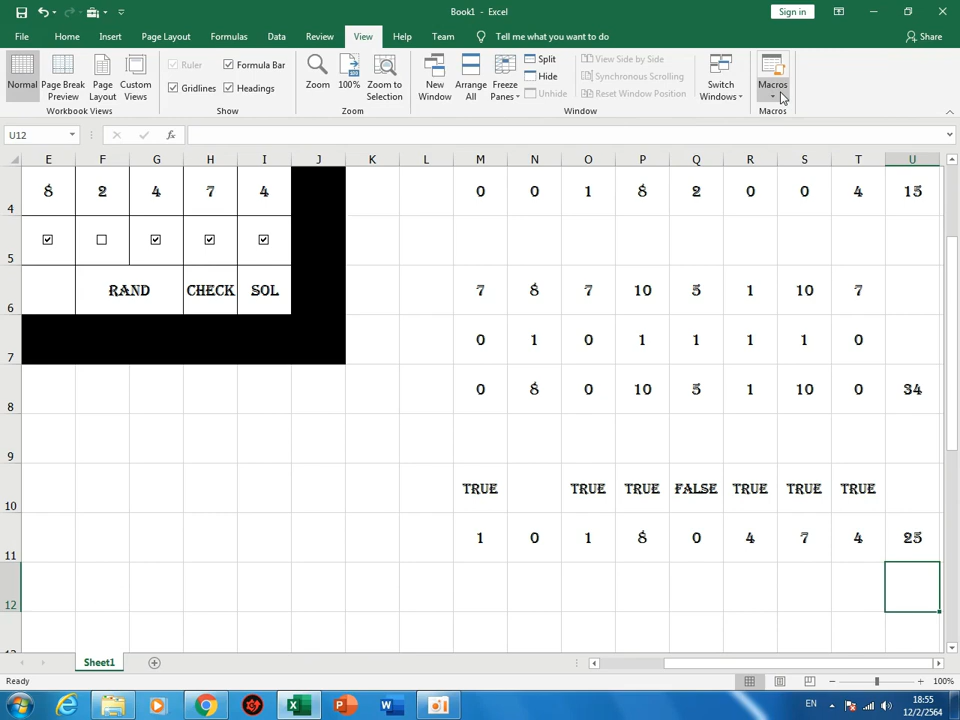 Book1 - Excel
Sign in
File Home Insert Page Layout Formulas Data Review View Help Team Tell me what you want to do Share
Normal Page Break Preview Page Layout Custom Views
Workbook Views
Ruler Formula Bar
Gridlines Headings
Show
Zoom 100% Zoom to Selection
Zoom
New Window Arrange All Freeze Panes
Split
Hide
Unhide
View Side by Side
Synchronous Scrolling
Reset Window Position
Window
Switch Windows
Macros
Macros
U12
fx
E F G H I J K L M N O P Q R S T U
4 8 2 4 7 4 0 0 1 8 2 0 0 4 15
5
6 RAND CHECK SOL 7 8 7 10 5 1 10 7
7 0 1 0 1 1 1 1 0
8 0 8 0 10 5 1 10 0 34
9
10 TRUE TRUE TRUE FALSE TRUE TRUE TRUE
11 1 0 1 8 0 4 7 4 25
12
Sheet1
Ready
100%
EN
18:55
12/2/2564